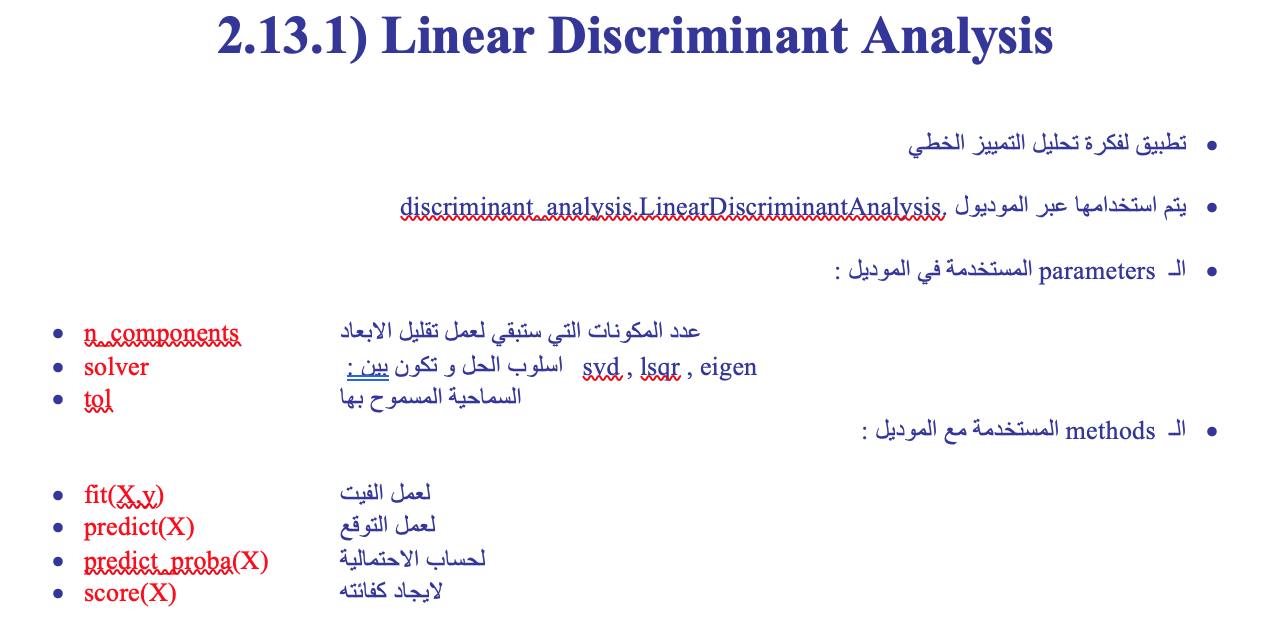 2.13.1) Linear Discriminant Analysis
• تطبيق لفكرة تحليل التمييز الخطي
• يتم استخدامها عبر الموديول discriminant_analysis.LinearDiscriminantAnalysis.
• الـ parameters المستخدمة في الموديل :
• n_components عدد المكونات التي ستبقي لعمل تقليل الابعاد
• solver اسلوب الحل و تكون بين : svd , lsqr , eigen
• tol السماحية المسموح بها
• الـ methods المستخدمة مع الموديل :
• fit(X,y) لعمل الفيت
• predict(X) لعمل التوقع
• predict_proba(X) لحساب الاحتمالية
• score(X) لايجاد كفائته